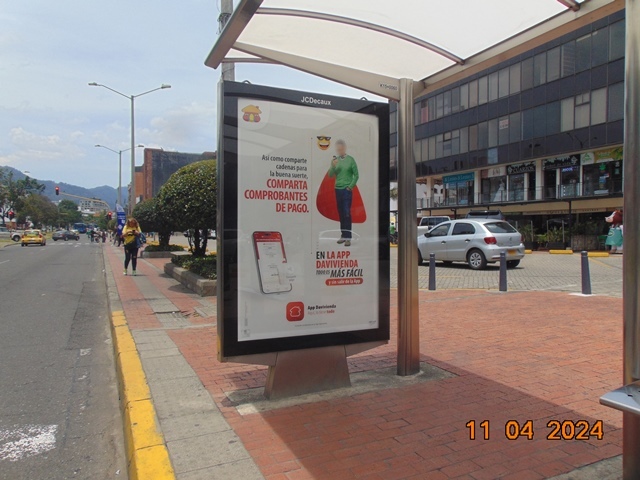 JCDecaux
Así como comparte
cadenas para
la buena suerte,
COMPARTA
COMPROBANTES
DE PAGO.
EN LA APP
DAVIVIENDA
MÁS FÁCIL
App Davivienda
11 04 2024